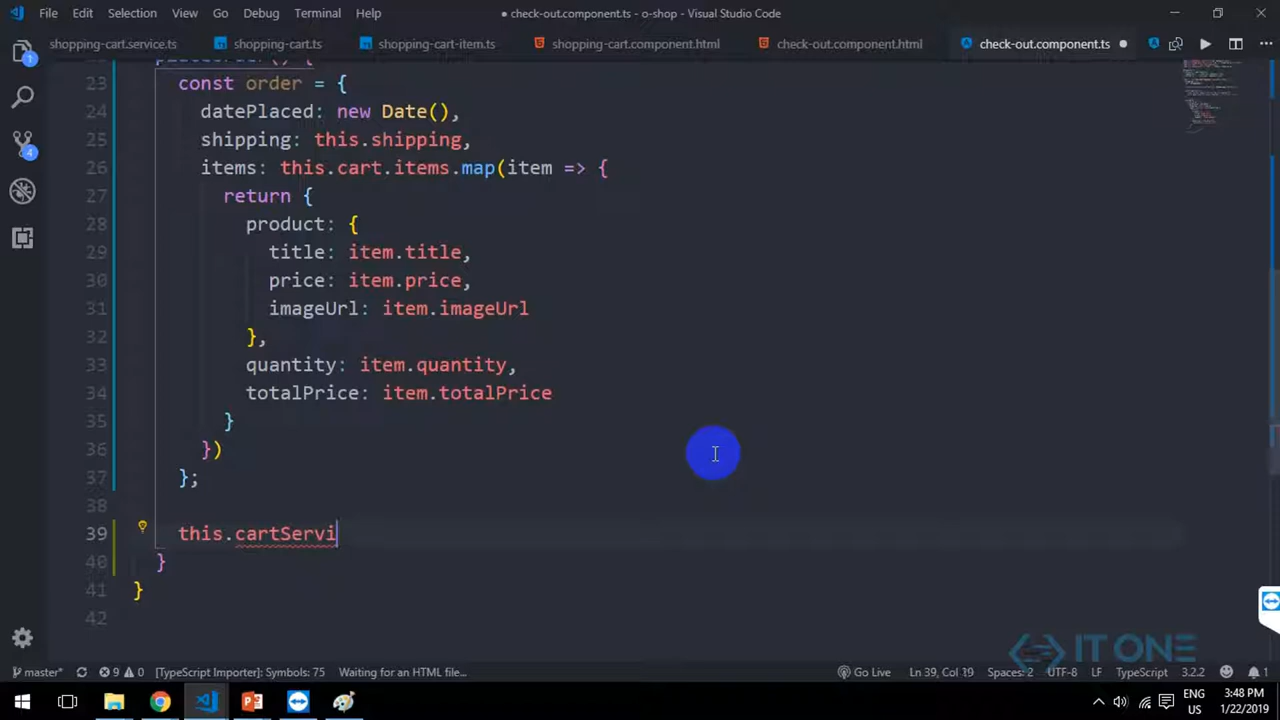 File Edit Selection View Go Debug Terminal Help
● check-out.component.ts - o-shop - Visual Studio Code
shopping-cart.service.ts shopping-cart.ts shopping-cart-item.ts shopping-cart.component.html check-out.component.html check-out.component.ts
23 const order = {
24 datePlaced: new Date(),
25 shipping: this.shipping,
26 items: this.cart.items.map(item => {
27 return {
28 product: {
29 title: item.title,
30 price: item.price,
31 imageUrl: item.imageUrl
32 },
33 quantity: item.quantity,
34 totalPrice: item.totalPrice
35 }
36 })
37 };
38
39 this.cartServi
40 }
41 }
42
IT ONE
master* 9 0 [TypeScript Importer]: Symbols: 75 Waiting for an HTML file... Go Live Ln 39, Col 19 Spaces: 2 UTF-8 LF TypeScript 3.2.2 1
ENG 3:48 PM
US 1/22/2019